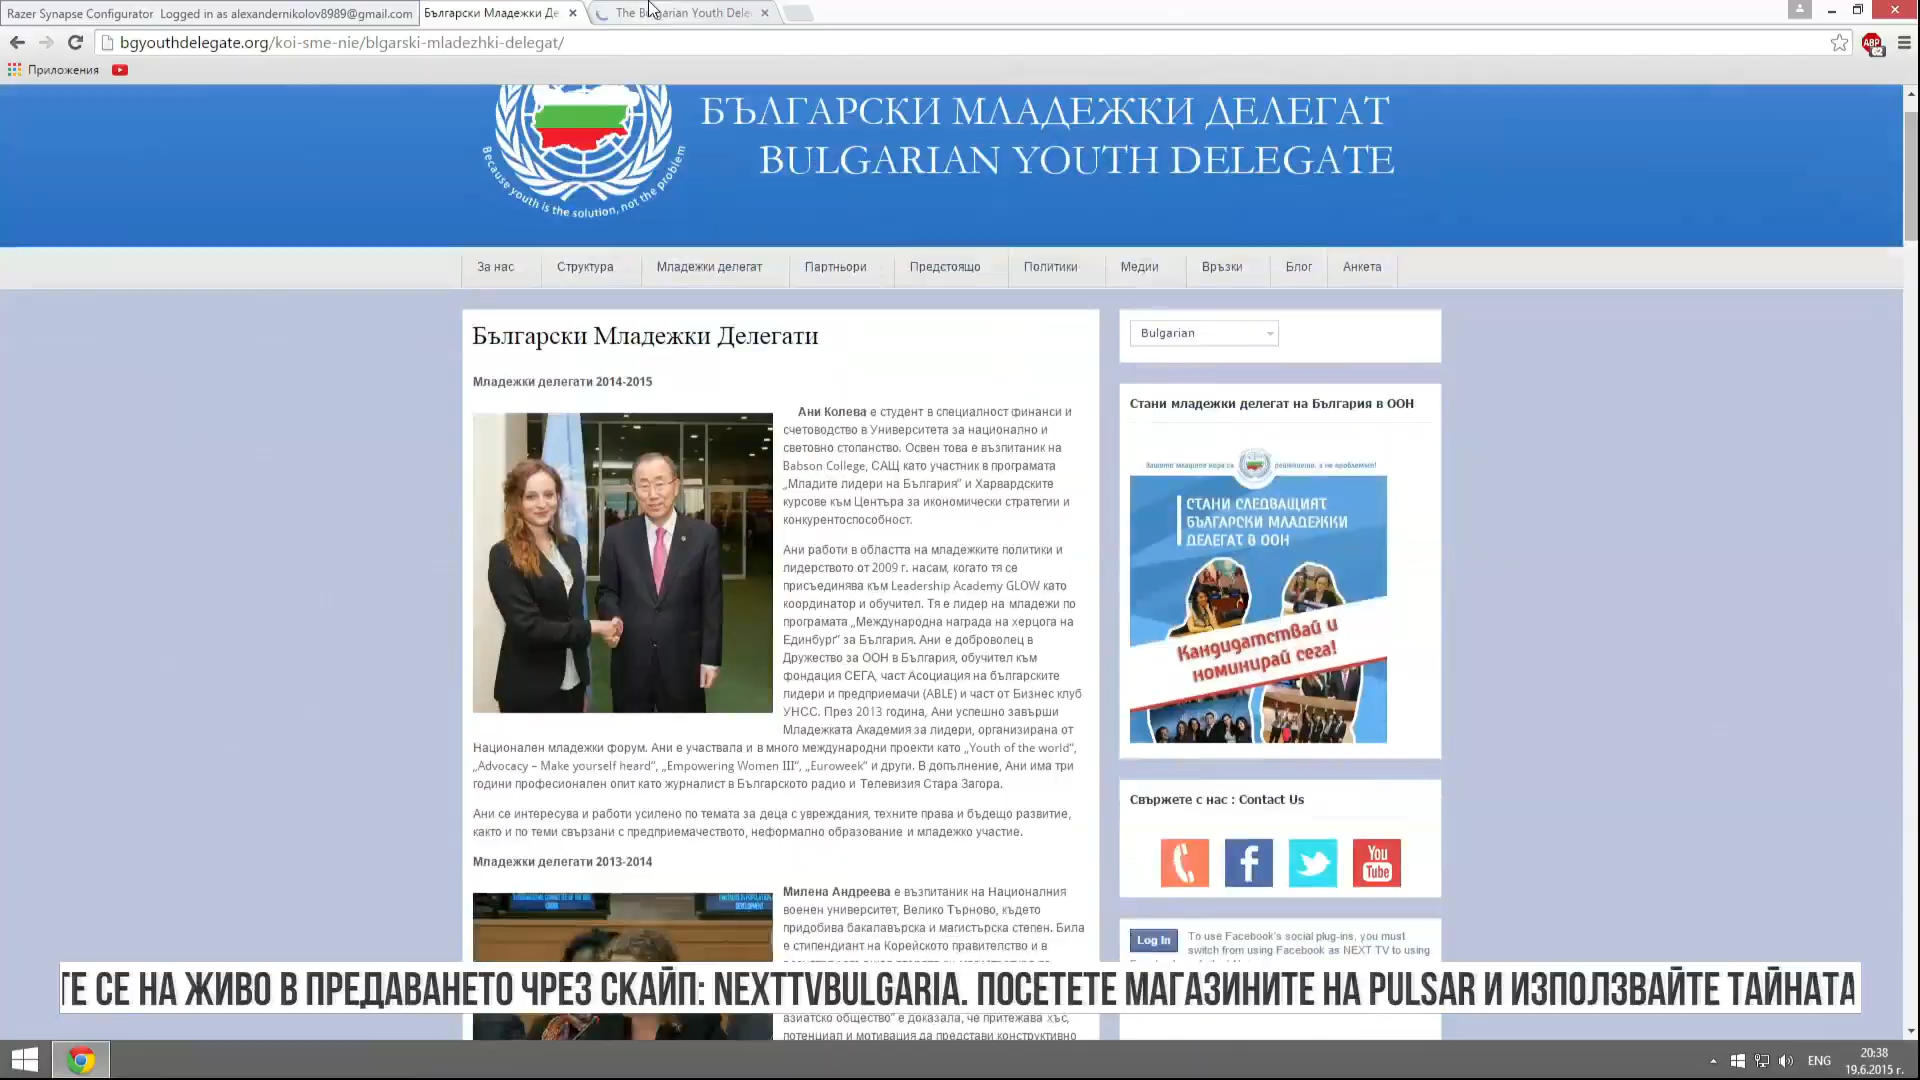 Razer Synapse Configurator Logged in as alexandernikolov8989@gmail.com
Български Младежки Де
The Bulgarian Youth Dele
bgyouthdelegate.org/koi-sme-nie/blgarski-mladezhki-delegat/
ABP
Приложения
БЪЛГАРСКИ МЛАДЕЖКИ ДЕЛЕГАТ
BULGARIAN YOUTH DELEGATE
Because youth is the solution, not the problem
За нас
Структура
Младежки делегат
Партньори
Предстоящо
Политики
Медии
Връзки
Блог
Анкета
Български Младежки Делегати
Младежки делегати 2014-2015
Ани Колева е студент в специалност финанси и
счетоводство в Университета за национално и
световно стопанство. Освен това е възпитаник на
Babson College, САЩ като участник в програмата
„Младите лидери на България" и Харвардските
курсове към Центъра за икономически стратегии и
конкурентоспособност.
Ани работи в областта на младежките политики и
лидерството от 2009 г. насам, когато тя се
присъединява към Leadership Academy GLOW като
координатор и обучител. Тя е лидер на младежи по
програмата „Международна награда на херцога на
Единбург" за България. Ани е доброволец в
Дружество за ООН в България, обучител към
фондация СЕГА, част Асоциация на българските
лидери и предприемачи (ABLE) и част от Бизнес клуб
УНСС. През 2013 година, Ани успешно завърши
Младежката Академия за лидери, организирана от
Национален младежки форум. Ани е участвала и в много международни проекти като „Youth of the world",
„Advocacy – Make yourself heard", „Empowering Women III", „Euroweek" и други. В допълнение, Ани има три
години професионален опит като журналист в Българското радио и Телевизия Стара Загора.
Ани се интересува и работи усилено по темата за деца с увреждания, техните права и бъдещо развитие,
както и по теми свързани с предприемачеството, неформално образование и младежко участие.
Младежки делегати 2013-2014
Милена Андреева е възпитаник на Националния
военен университет, Велико Търново, където
придобива бакалавърска и магистърска степен. Била
е стипендиант на Корейското правителство и в
азиатско общество" е доказала, че притежава хъс,
потенциал и мотивация да представи конструктивно
Bulgarian
Стани младежки делегат на България в ООН
СТАНИ СЛЕДВАЩИЯТ
БЪЛГАРСКИ МЛАДЕЖКИ
ДЕЛЕГАТ В ООН
Кандидатствай и
номинирай сега!
Свържете с нас : Contact Us
You
Tube
Log In
To use Facebook's social plug-ins, you must
switch from using Facebook as NEXT TV to using
ТЕ СЕ НА ЖИВО В ПРЕДАВАНЕТО ЧРЕЗ СКАЙП: NEXTTVBULGARIA. ПОСЕТЕТЕ МАГАЗИНИТЕ НА PULSAR И ИЗПОЛЗВАЙТЕ ТАЙНАТА
ENG
20:38
19.6.2015 г.